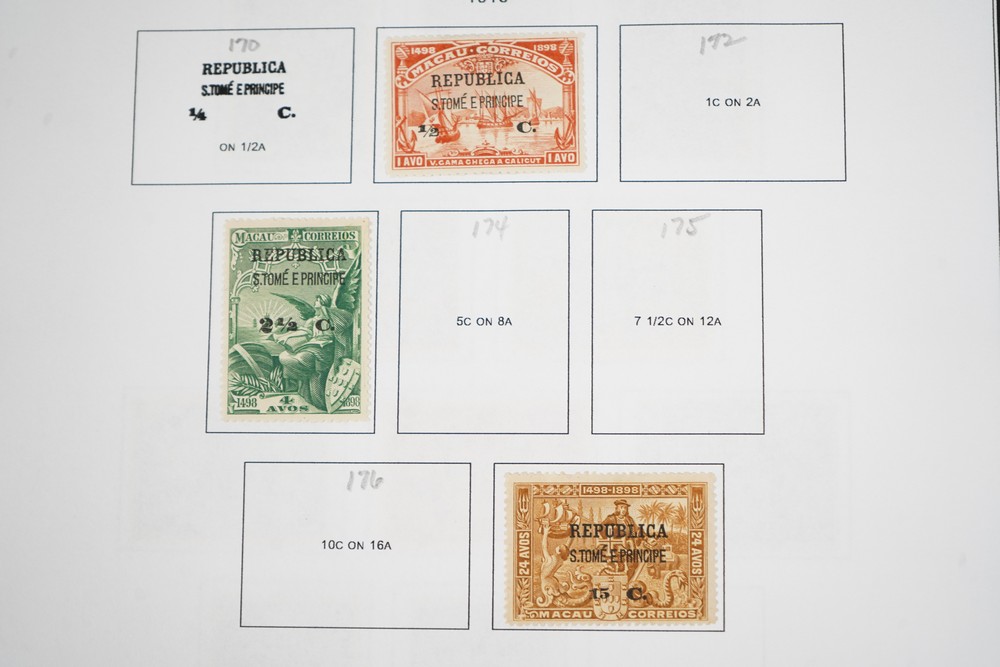 170
REPUBLICA
S.TOMÉ E PRINCIPE
¼ C.
ON 1/2A
1498 1898
MACAU · CORREIOS
REPUBLICA
S.TOMÉ E PRINCIPE
½ C.
1 AVO V. GAMA CHEGA A CALICUT 1 AVO
172
1C ON 2A
MACAU CORREIOS
REPUBLICA
S.TOMÉ E PRINCIPE
2½ C.
1498 4 AVOS 1898
174
5C ON 8A
175
7 1/2C ON 12A
176
10C ON 16A
1498-1898
REPUBLICA
S.TOMÉ E PRINCIPE
24 AVOS 24 AVOS
15 C.
MACAU CORREIOS